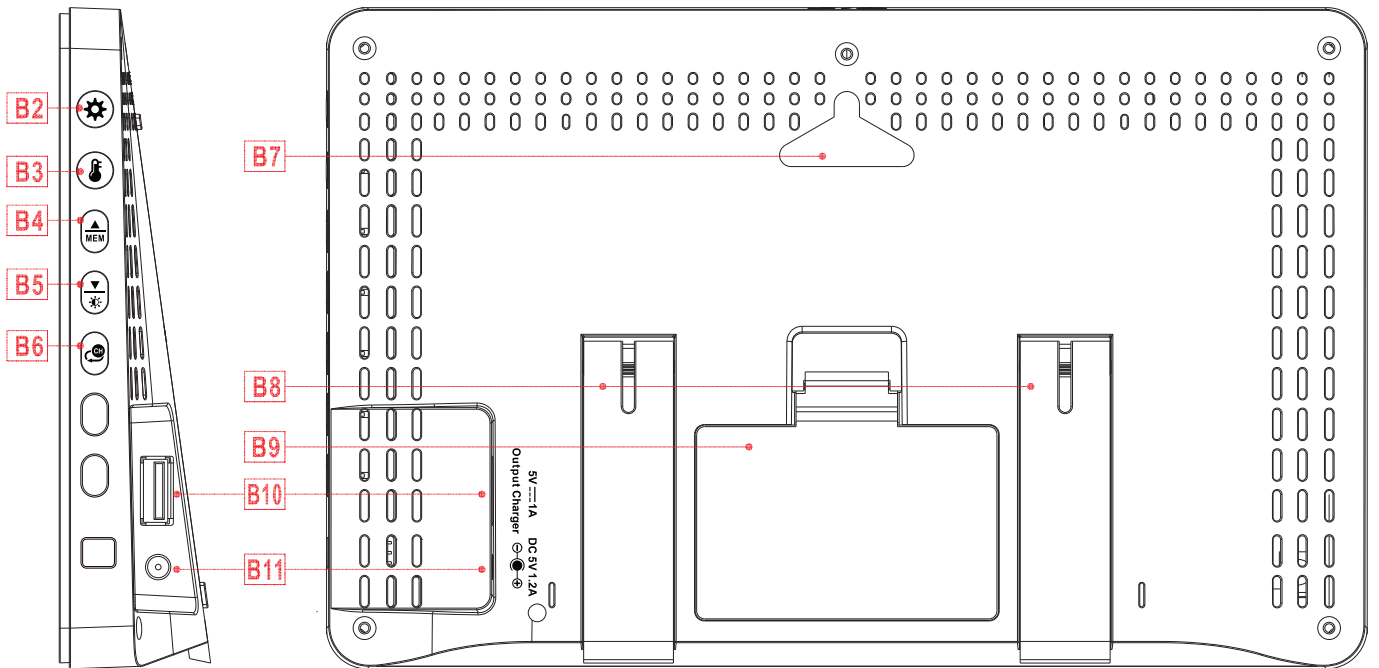 B2
B3
B4
MEM
B5
B6
CH
B7
B8
B9
B10
B11
5V⎓1A
Output Charger
DC 5V 1.2A